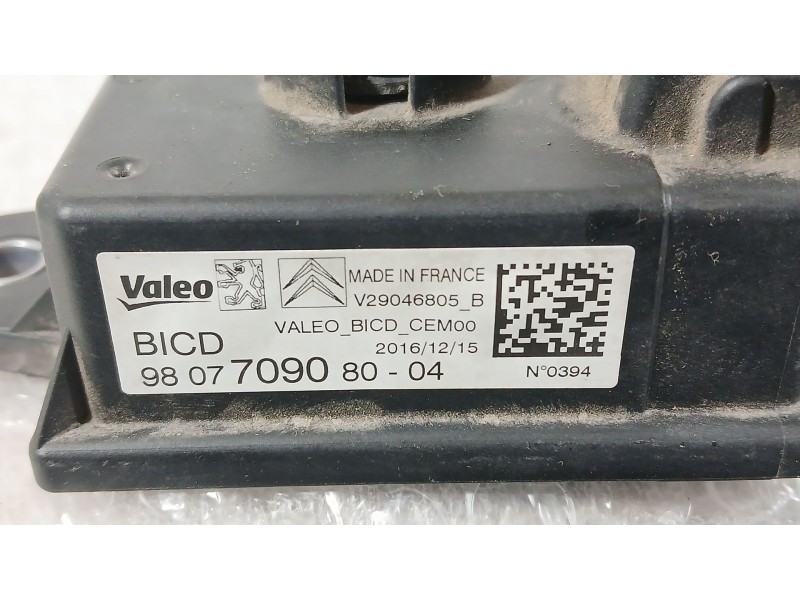 Valeo
MADE IN FRANCE
V29046805_B
VALEO_BICD_CEM00
BICD
2016/12/15
98 07 7090 80 - 04
N°0394